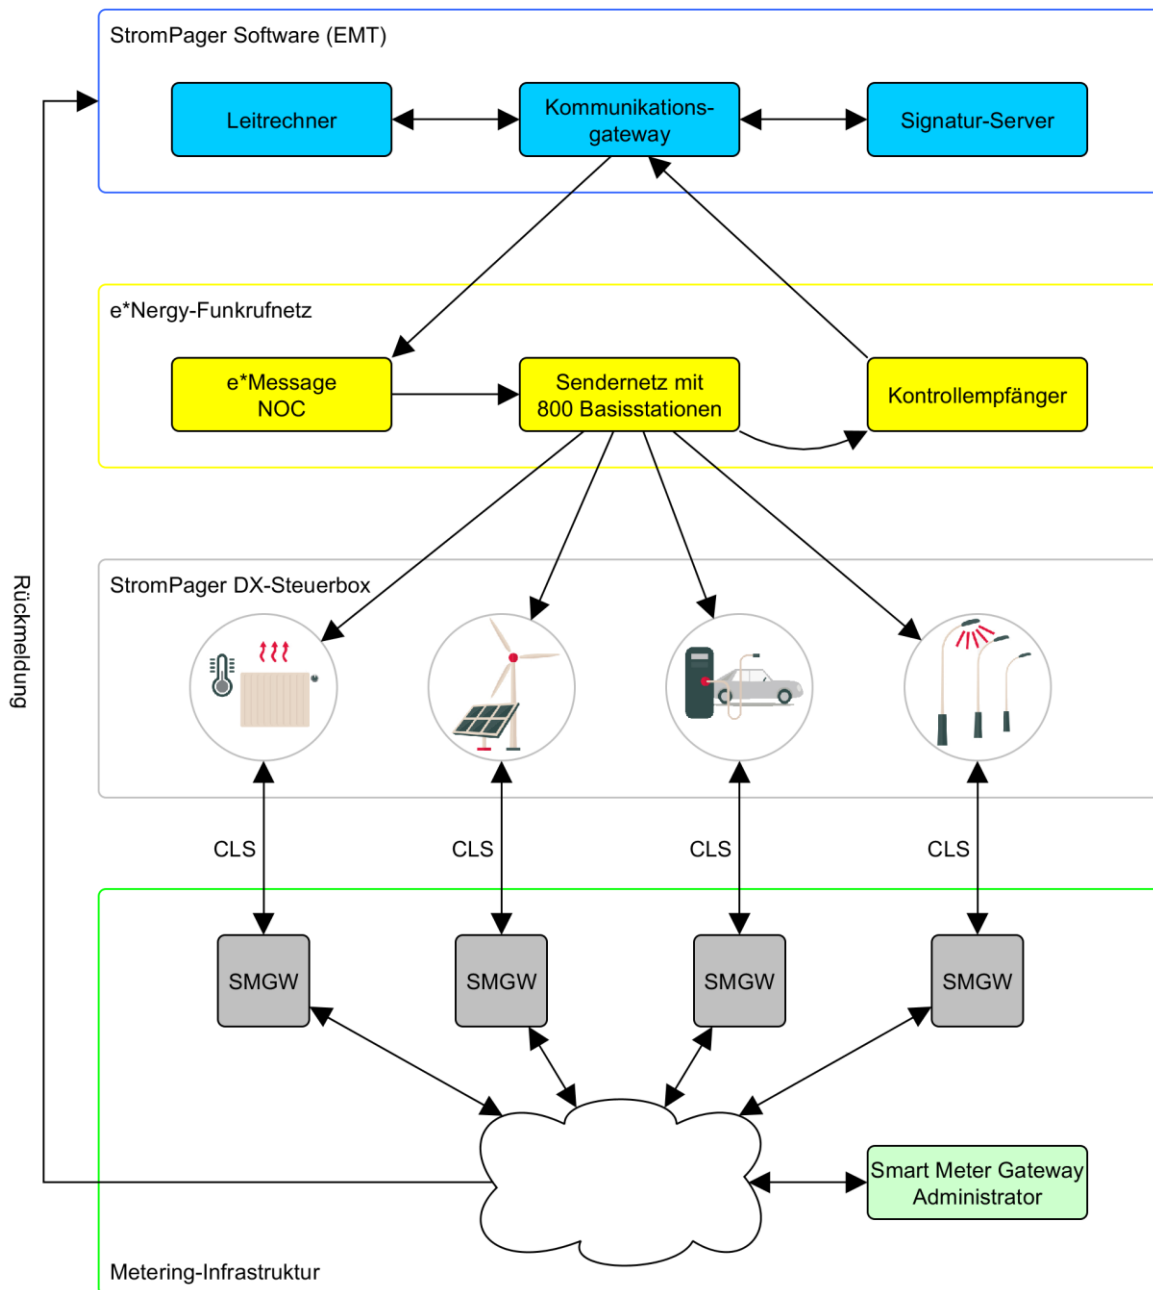 StromPager Software (EMT)
Leitrechner
Kommunikations-
gateway
Signatur-Server
e*Nergy-Funkrufnetz
e*Message
NOC
Sendernetz mit
800 Basisstationen
Kontrollempfänger
StromPager DX-Steuerbox
Rückmeldung
CLS
CLS
CLS
CLS
SMGW
SMGW
SMGW
SMGW
Smart Meter Gateway
Administrator
Metering-Infrastruktur